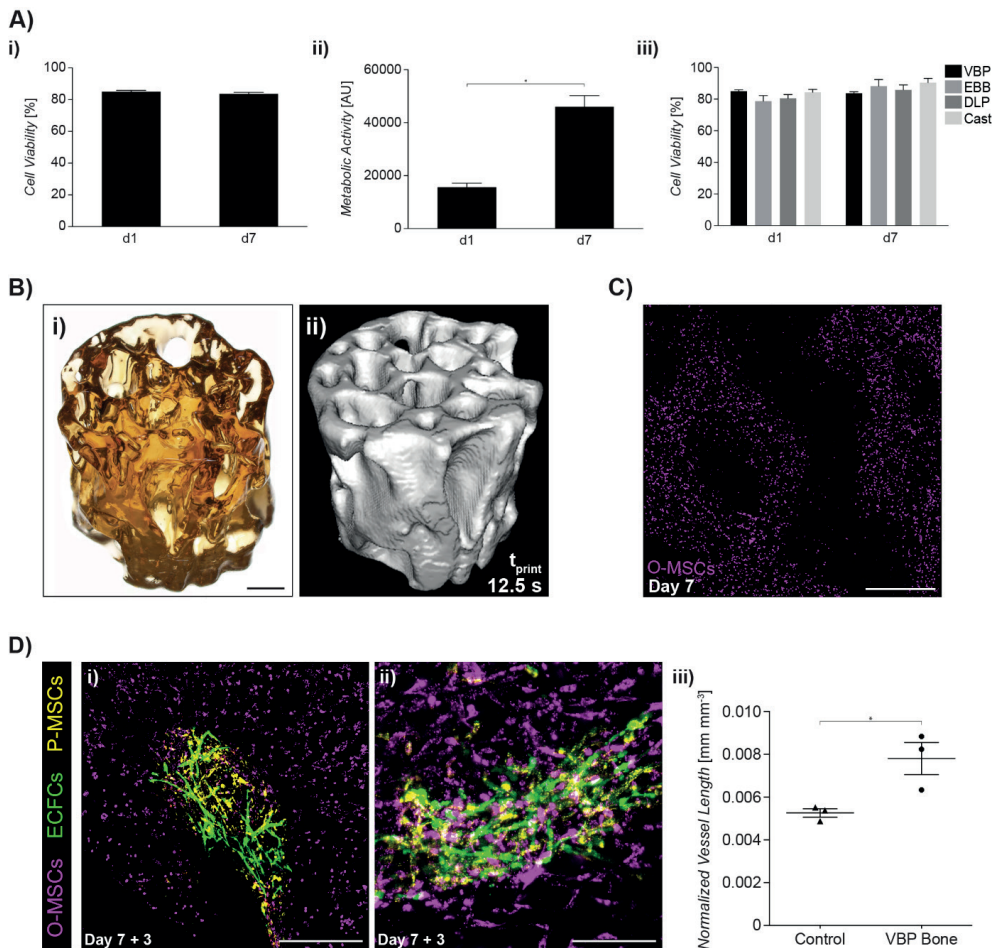 A)
i)
Cell Viability [%]
100
80
60
40
20
0
d1
d7
ii)
Metabolic Activity [AU]
60000
40000
20000
0
*
d1
d7
iii)
Cell Viability [%]
100
80
60
40
20
0
d1
d7
VBP
EBB
DLP
Cast
B)
i)
ii)
tprint
12.5 s
C)
O-MSCs
Day 7
D)
O-MSCs ECFCs P-MSCs
i)
Day 7 + 3
ii)
Day 7 + 3
iii)
Normalized Vessel Length [mm mm-3]
0.010
0.008
0.006
0.004
0.002
0
*
Control
VBP Bone